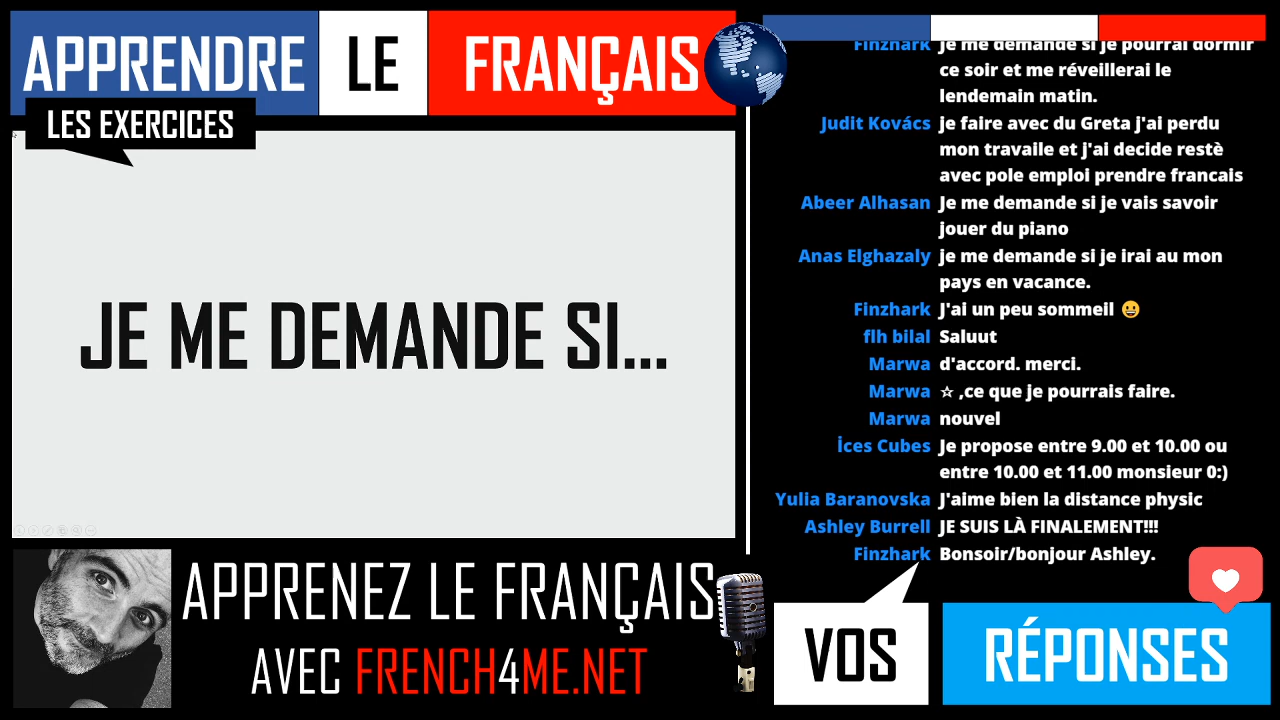 APPRENDRE LE FRANÇAIS
LES EXERCICES
JE ME DEMANDE SI...
APPRENEZ LE FRANÇAIS
AVEC FRENCH4ME.NET
Finzhark je me demande si je pourrai dormir
ce soir et me réveillerai le
lendemain matin.
Judit Kovács je faire avec du Greta j'ai perdu
mon travaile et j'ai decide restè
avec pole emploi prendre francais
Abeer Alhasan Je me demande si je vais savoir
jouer du piano
Anas Elghazaly je me demande si je irai au mon
pays en vacance.
Finzhark J'ai un peu sommeil 😀
flh bilal Saluut
Marwa d'accord. merci.
Marwa ☆ ,ce que je pourrais faire.
Marwa nouvel
İces Cubes Je propose entre 9.00 et 10.00 ou
entre 10.00 et 11.00 monsieur 0:)
Yulia Baranovska J'aime bien la distance physic
Ashley Burrell JE SUIS LÀ FINALEMENT!!!
Finzhark Bonsoir/bonjour Ashley.
VOS RÉPONSES